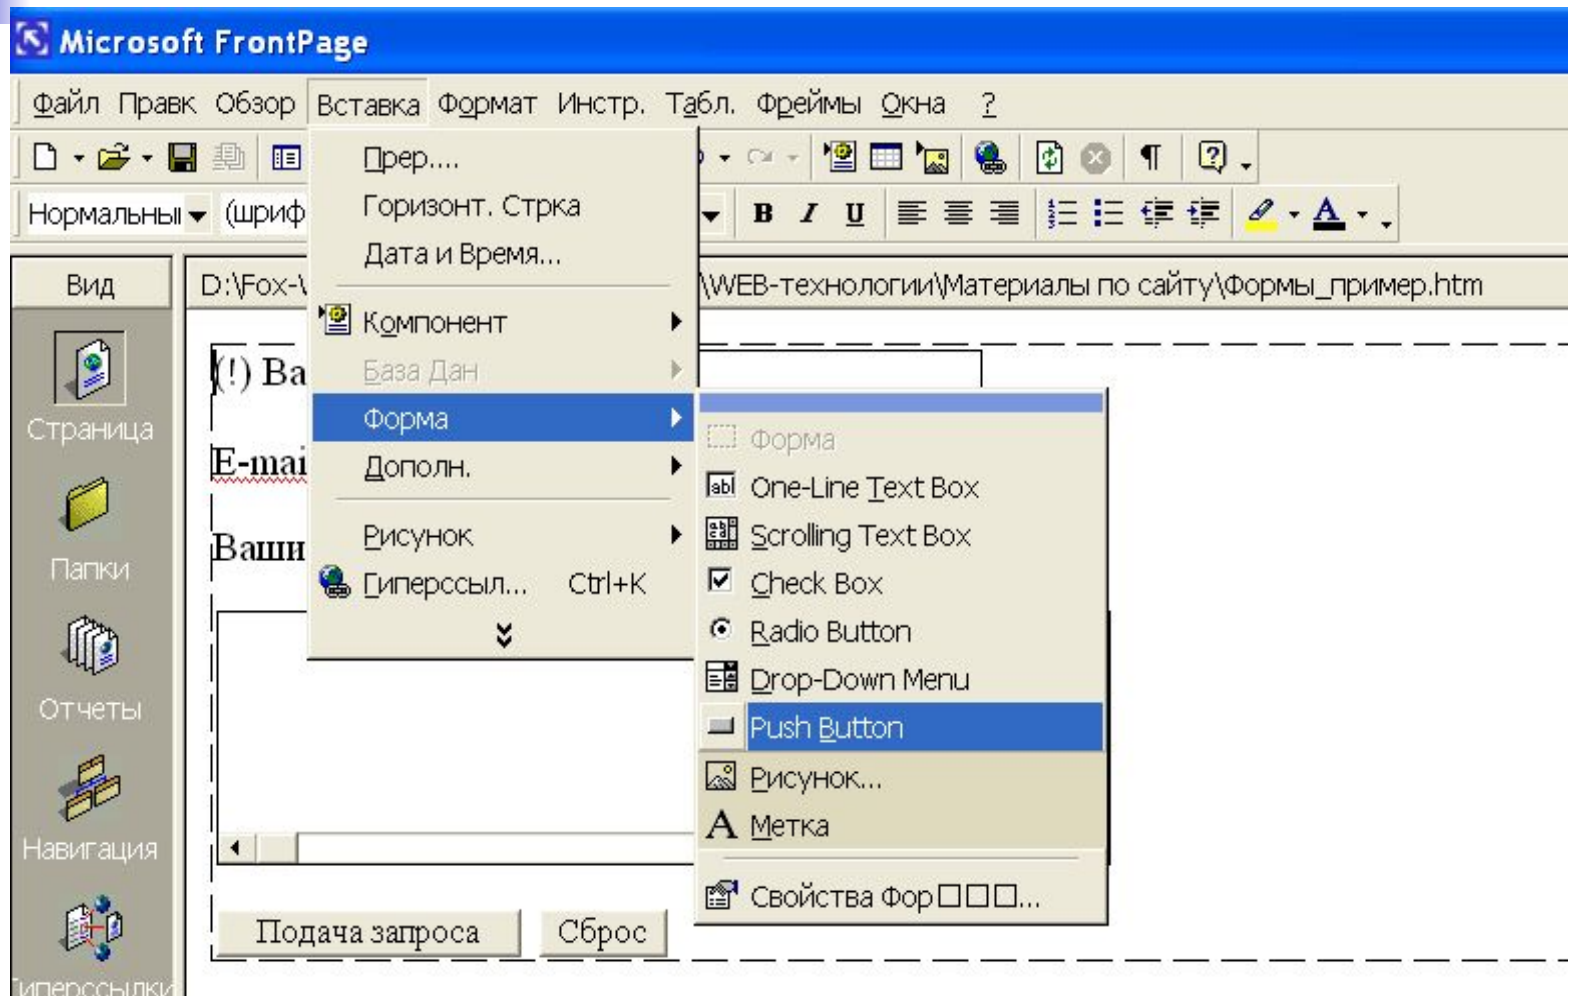 Microsoft FrontPage
Файл Правк Обзор Вставка Формат Инстр. Табл. Фреймы Окна ?
Нормальны (шриф B I U A
Вид
D:\Fox-\ \WEB-технологии\Материалы по сайту\Формы_пример.htm
Прер....
Горизонт. Стрка
Дата и Время...
Компонент
База Дан
Форма
Дополн.
Рисунок
Гиперссыл... Ctrl+K
Форма
One-Line Text Box
Scrolling Text Box
Check Box
Radio Button
Drop-Down Menu
Push Button
Рисунок...
Метка
Свойства Фор□□□...
Страница
Папки
Отчеты
Навигация
Гиперссылки
(!) Ва
E-mai
Ваши
Подача запроса Сброс